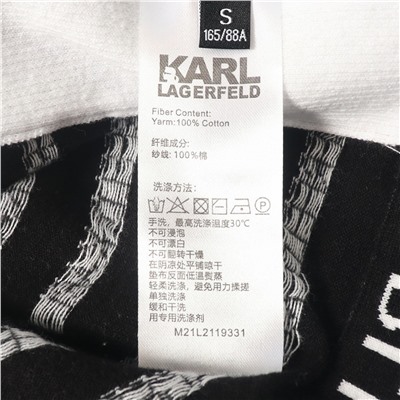 S
165/88A
KARL
LAGERFELD
Fiber Content:
Yarm:100% Cotton
纤维成分:
纱线: 100%棉
洗涤方法:
手洗，最高洗涤温度30℃
不可浸泡
不可漂白
不可翻转干燥
在阴凉处平铺晾干
垫布反面低温熨蒸
轻柔洗涤，避免用力揉搓
单独洗涤
缓和干洗
用专用洗涤剂
M21L2119331